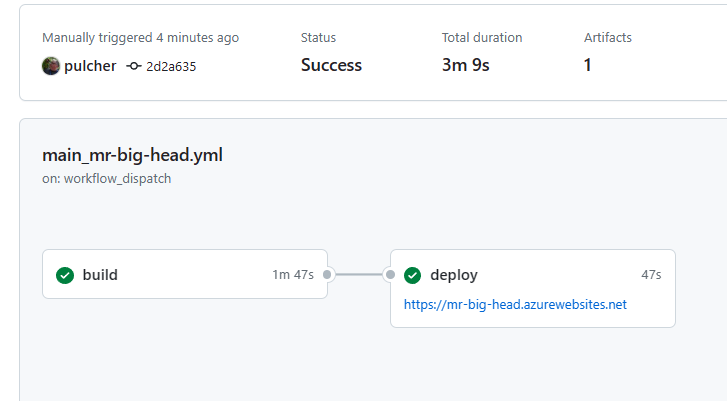 Manually triggered 4 minutes ago
pulcher 2d2a635
Status
Success
Total duration
3m 9s
Artifacts
1
main_mr-big-head.yml
on: workflow_dispatch
build 1m 47s
deploy 47s
https://mr-big-head.azurewebsites.net